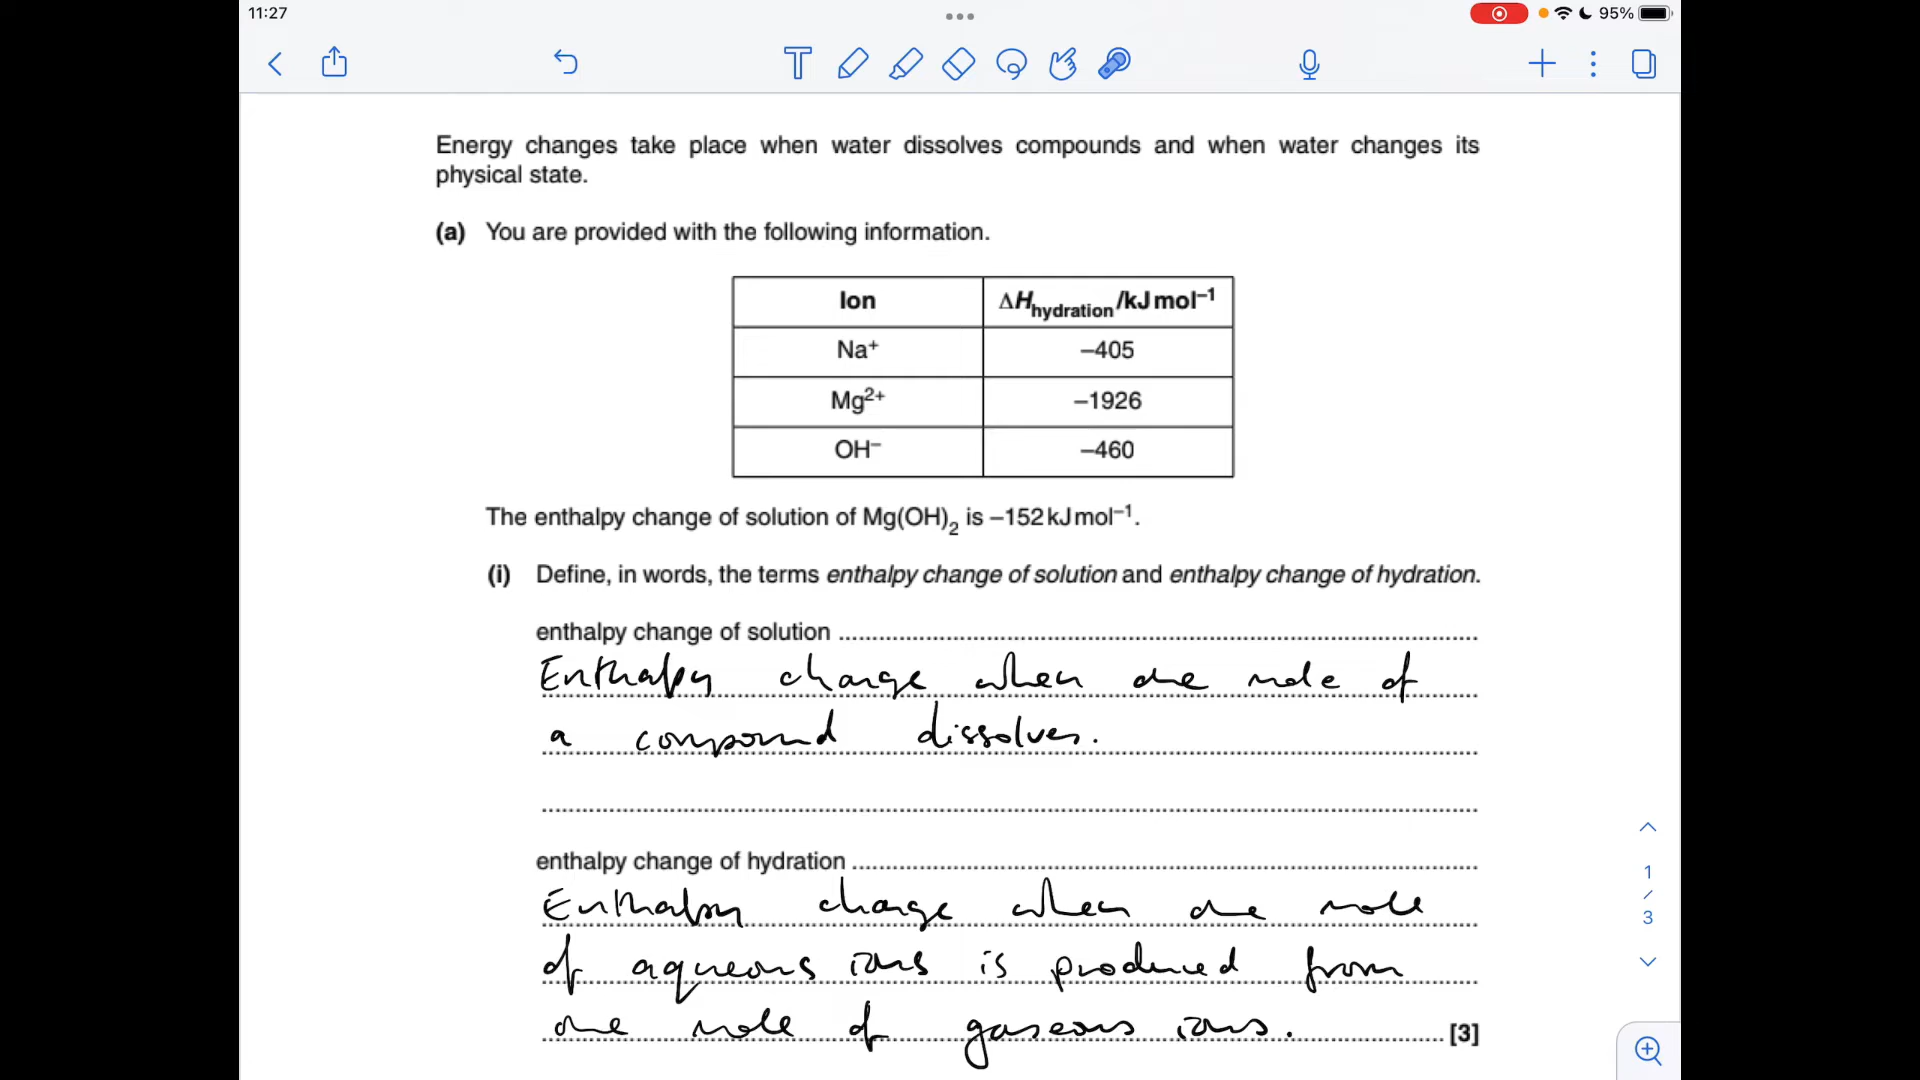 11:27
95%
Energy changes take place when water dissolves compounds and when water changes its
physical state.
(a) You are provided with the following information.
Ion ΔHhydration/kJ mol⁻¹
Na⁺ –405
Mg²⁺ –1926
OH⁻ –460
The enthalpy change of solution of Mg(OH)₂ is –152 kJ mol⁻¹.
(i) Define, in words, the terms enthalpy change of solution and enthalpy change of hydration.
enthalpy change of solution
Enthalpy change when one mole of
a compound dissolves.
enthalpy change of hydration
Enthalpy change when one mole
of aqueous ions is produced from
one mole of gaseous ions. [3]
1
/
3